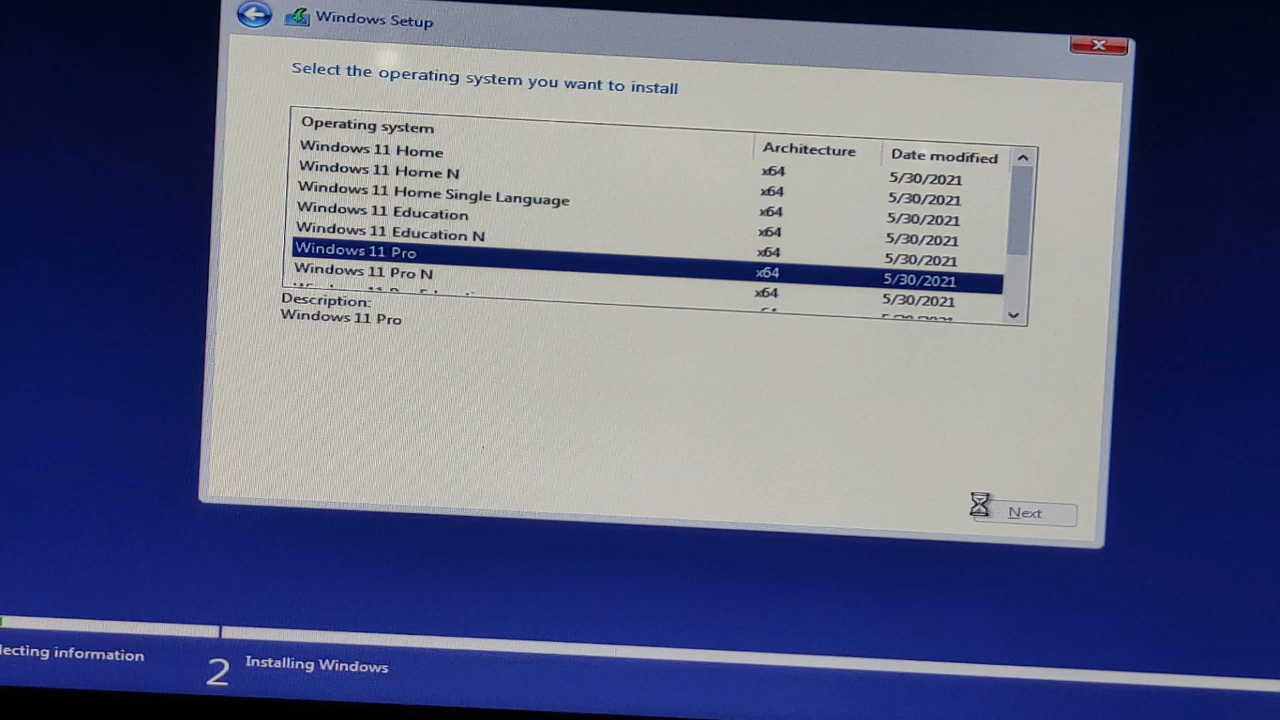 Windows Setup
Select the operating system you want to install
Operating system Architecture Date modified
Windows 11 Home x64 5/30/2021
Windows 11 Home N x64 5/30/2021
Windows 11 Home Single Language x64 5/30/2021
Windows 11 Education x64 5/30/2021
Windows 11 Education N x64 5/30/2021
Windows 11 Pro x64 5/30/2021
Windows 11 Pro N x64 5/30/2021
Description:
Windows 11 Pro
Next
lecting information
2 Installing Windows